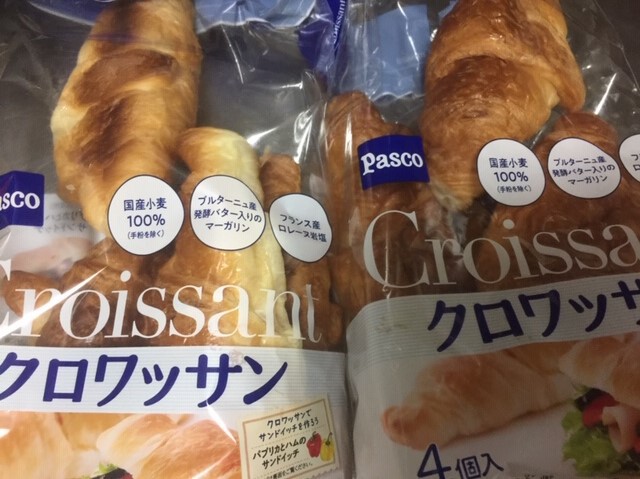 asco
国産小麦
100%
(手粉を除く)
ブルターニュ産
発酵バター入りの
マーガリン
フランス産
ロレーヌ岩塩
Croissant
クロワッサン
クロワッサンで
サンドイッチを作ろう
パプリカとハムの
サンドイッチ
Pasco
国産小麦
100%
(手粉を除く)
ブルターニュ産
発酵バター入りの
マーガリン
フラ
ロレ
Croissa
クロワッサ
4個入